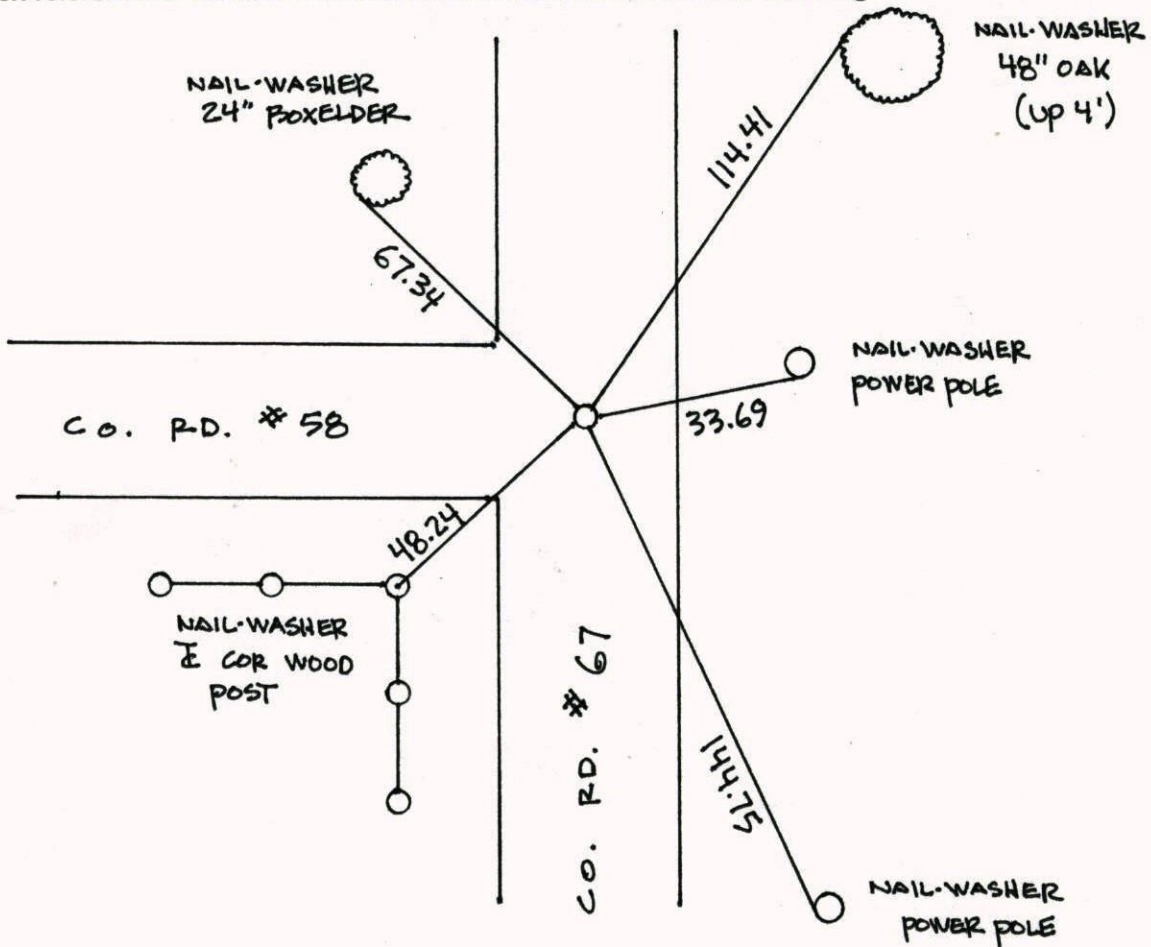 NAIL-WASHER
48" OAK
(UP 4')
NAIL-WASHER
24" BOXELDER
114.41
67.34
NAIL-WASHER
POWER POLE
33.69
CO. RD. # 58
48.24
NAIL-WASHER
COR WOOD
POST
CO. RD. # 67
144.75
NAIL-WASHER
POWER POLE